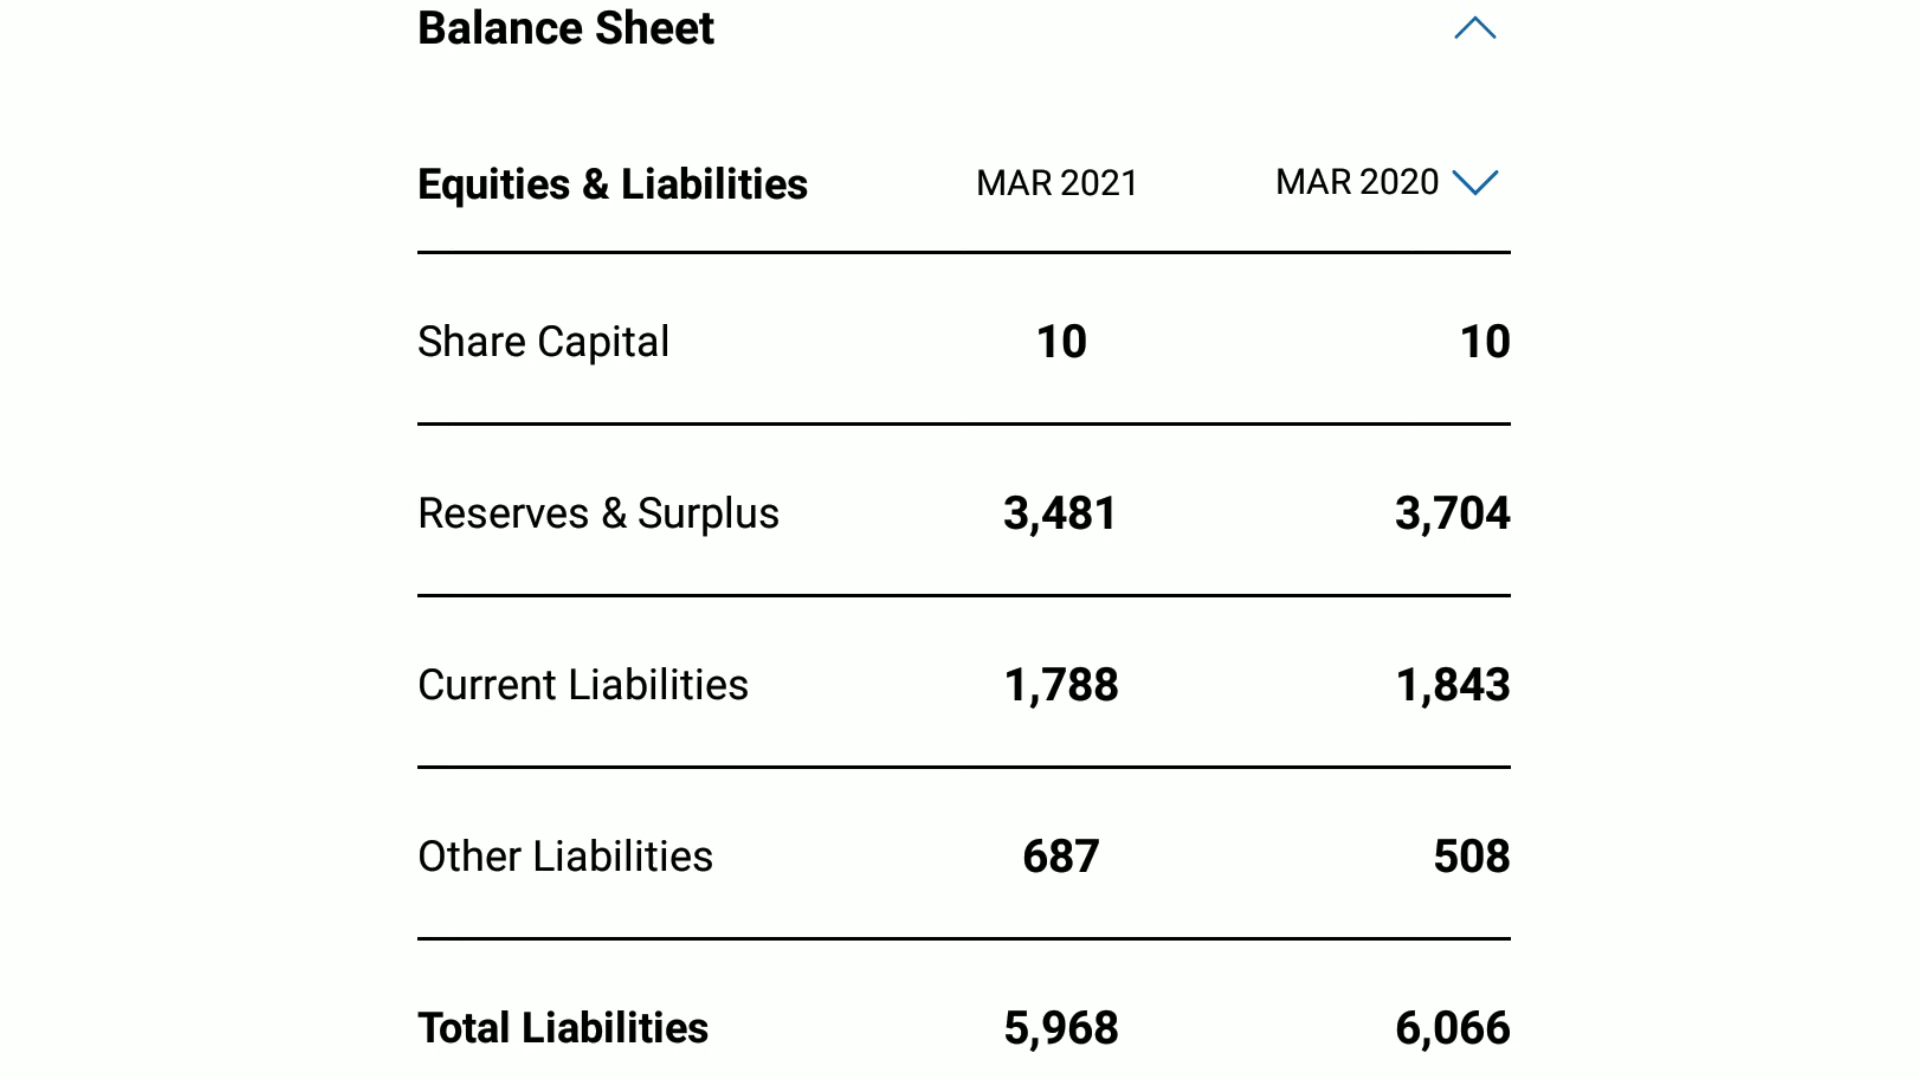 Balance Sheet
Equities & Liabilities MAR 2021 MAR 2020
Share Capital 10 10
Reserves & Surplus 3,481 3,704
Current Liabilities 1,788 1,843
Other Liabilities 687 508
Total Liabilities 5,968 6,066